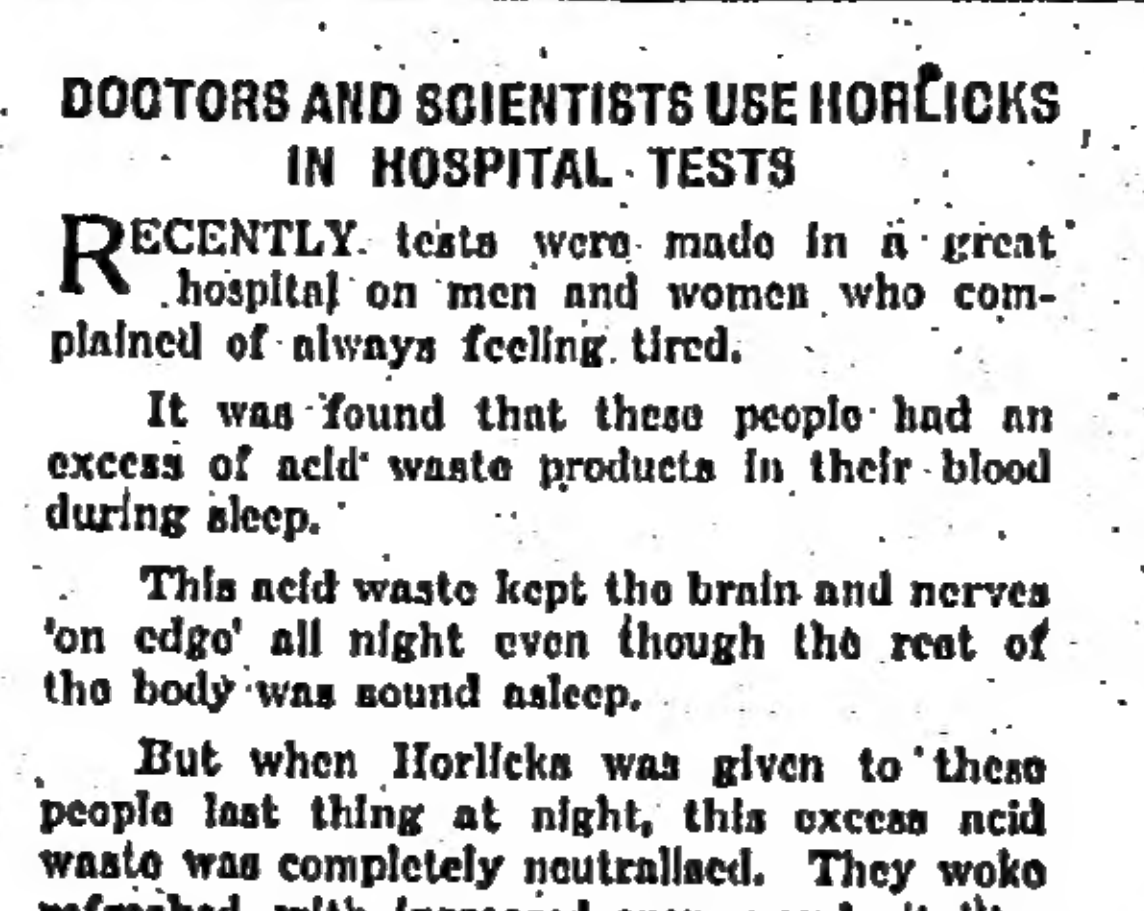 DOCTORS AND SCIENTISTS USE HORLICKS
IN HOSPITAL TESTS
RECENTLY tests were made in a great
hospital on men and women who com-
plained of always feeling tired.
It was found that these people had an
excess of acid waste products in their blood
during sleep.
This acid waste kept the brain and nerves
'on edge' all night even though the rest of
the body was sound asleep.
But when Horlicks was given to these
people last thing at night, this excess acid
waste was completely neutralised. They woke
refreshed with increased